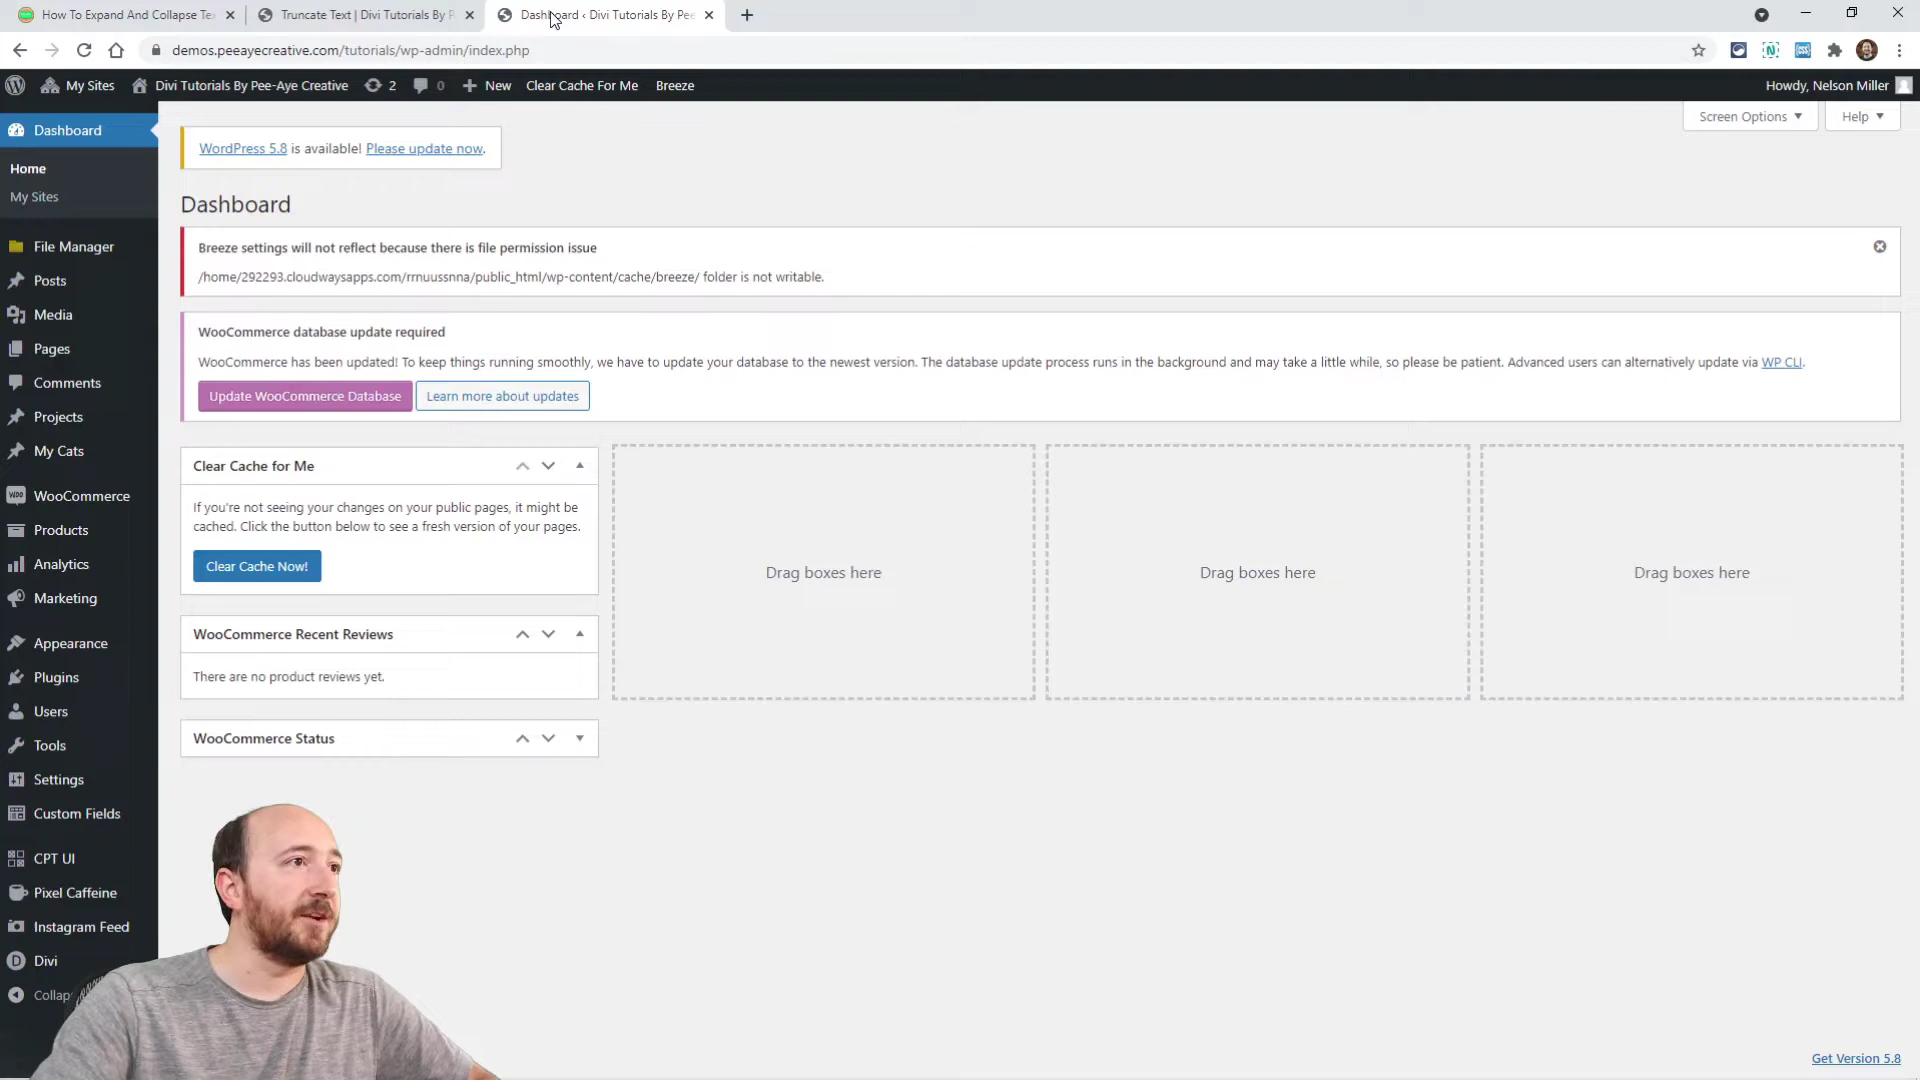 How To Expand And Collapse Te
Truncate Text | Divi Tutorials By P
Dashboard ‹ Divi Tutorials By Pee
demos.peeayecreative.com/tutorials/wp-admin/index.php
My Sites
Divi Tutorials By Pee-Aye Creative
2
0
New
Clear Cache For Me
Breeze
Howdy, Nelson Miller
Dashboard
Home
My Sites
File Manager
Posts
Media
Pages
Comments
Projects
My Cats
WooCommerce
Products
Analytics
Marketing
Appearance
Plugins
Users
Tools
Settings
Custom Fields
CPT UI
Pixel Caffeine
Instagram Feed
Divi
Collap
Screen Options
Help
WordPress 5.8 is available! Please update now.
Dashboard
Breeze settings will not reflect because there is file permission issue
/home/292293.cloudwaysapps.com/rrnuussnna/public_html/wp-content/cache/breeze/ folder is not writable.
WooCommerce database update required
WooCommerce has been updated! To keep things running smoothly, we have to update your database to the newest version. The database update process runs in the background and may take a little while, so please be patient. Advanced users can alternatively update via WP CLI.
Update WooCommerce Database
Learn more about updates
Clear Cache for Me
If you're not seeing your changes on your public pages, it might be
cached. Click the button below to see a fresh version of your pages.
Clear Cache Now!
WooCommerce Recent Reviews
There are no product reviews yet.
WooCommerce Status
Drag boxes here
Drag boxes here
Drag boxes here
Get Version 5.8